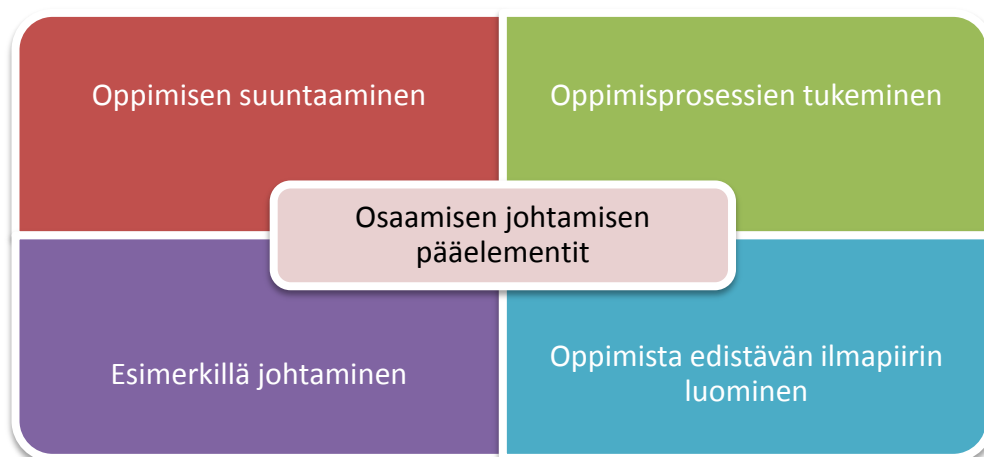 Oppimisen suuntaaminen
Oppimisprosessien tukeminen
Osaamisen johtamisen
pääelementit
Esimerkillä johtaminen
Oppimista edistävän ilmapiirin
luominen